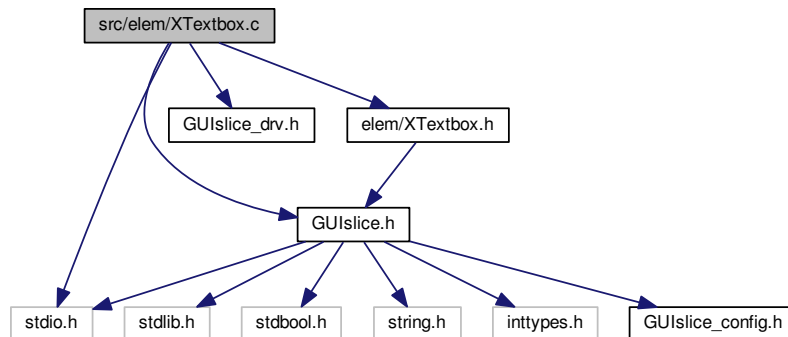 src/elem/XTextbox.c
GUIslice_drv.h
elem/XTextbox.h
GUIslice.h
stdio.h
stdlib.h
stdbool.h
string.h
inttypes.h
GUIslice_config.h